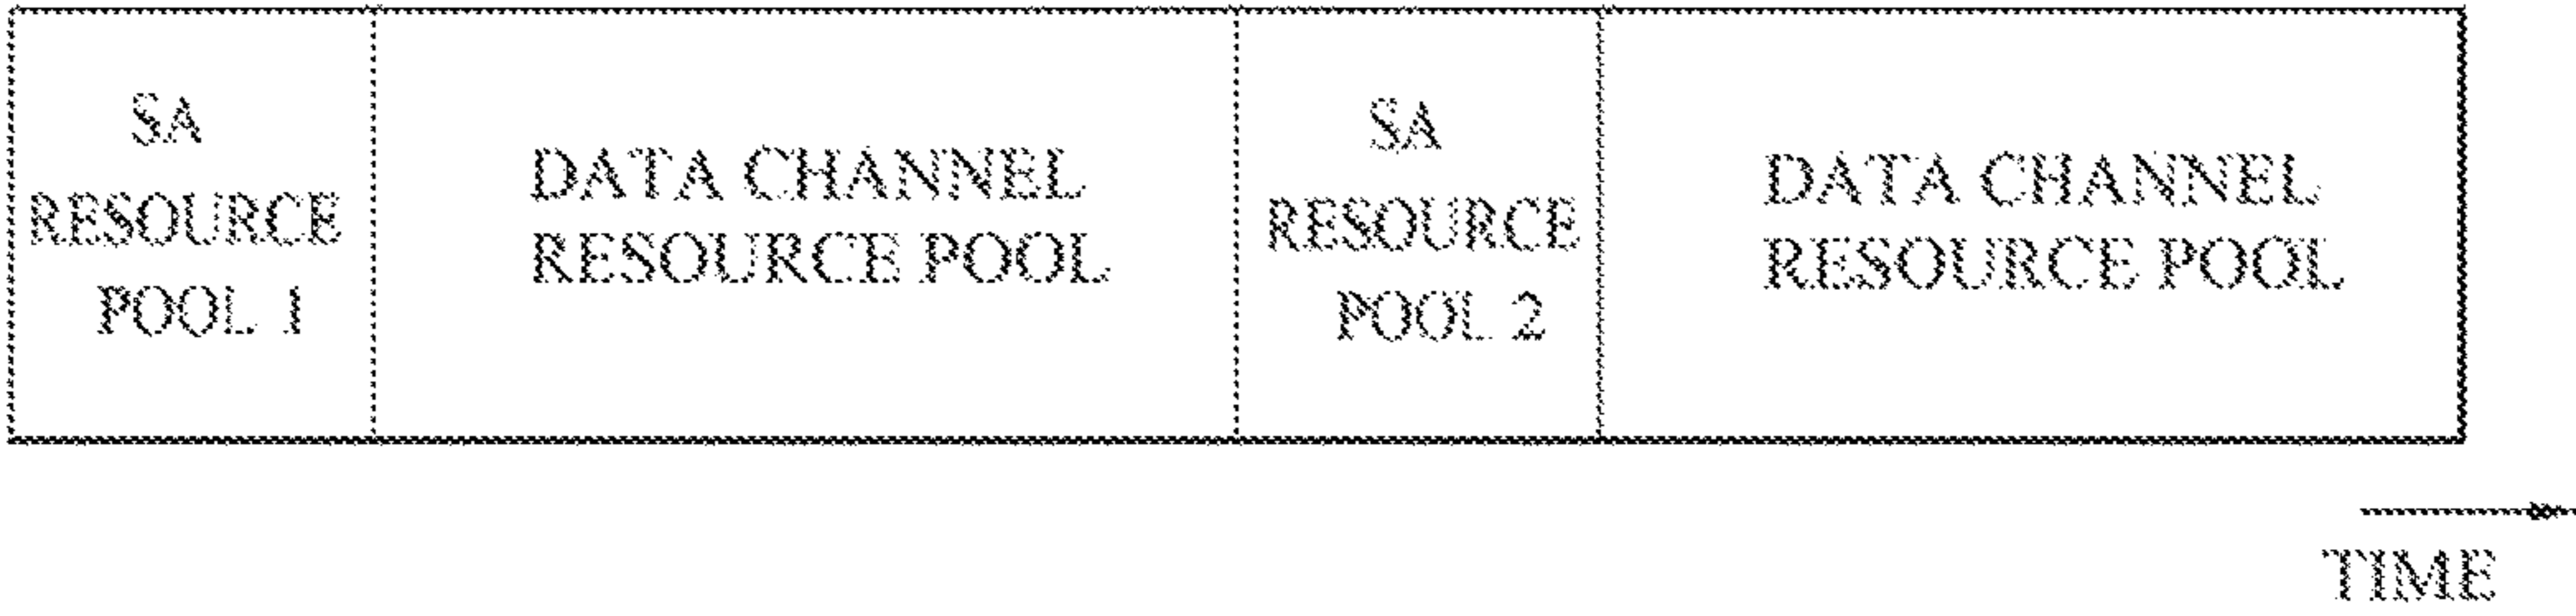 SA
RESOURCE
POOL 1
DATA CHANNEL
RESOURCE POOL
SA
RESOURCE
POOL 2
DATA CHANNEL
RESOURCE POOL
TIME